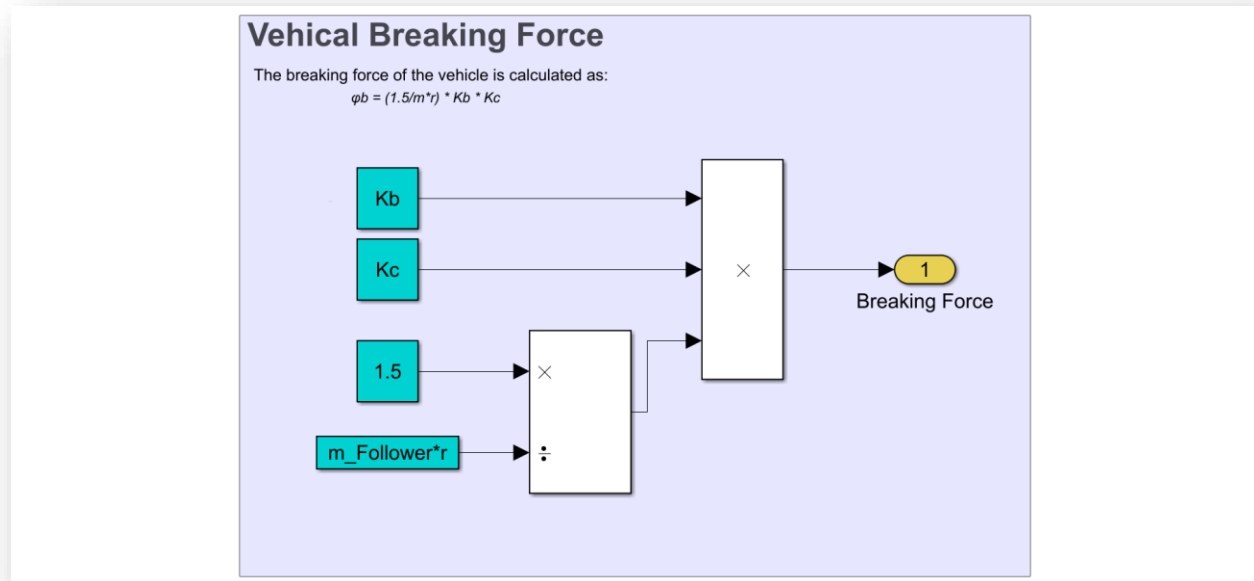 Vehical Breaking Force
The breaking force of the vehicle is calculated as:
φb = (1.5/m*r) * Kb * Kc
Kb
Kc
×
1
Breaking Force
1.5
×
m_Follower*r
÷